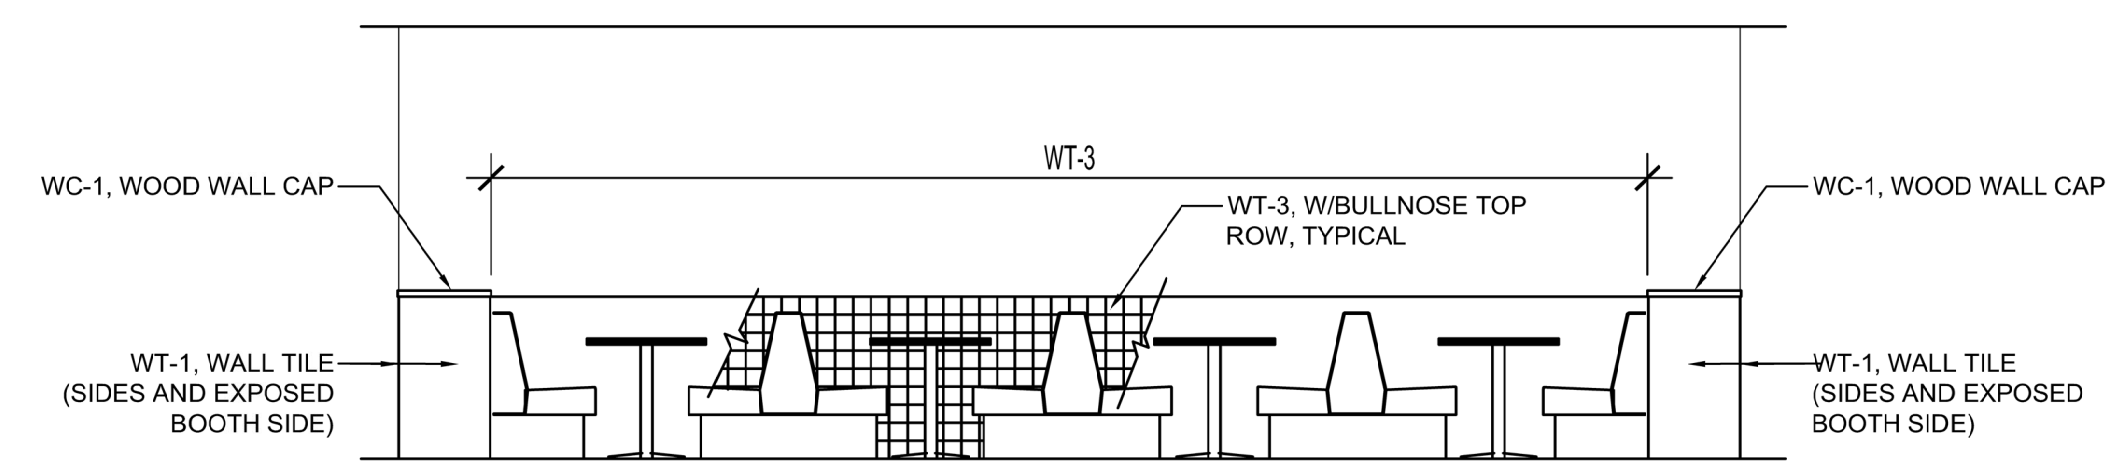 WT-3
WC-1, WOOD WALL CAP
WC-1, WOOD WALL CAP
WT-3, W/BULLNOSE TOP
ROW, TYPICAL
WT-1, WALL TILE
(SIDES AND EXPOSED
BOOTH SIDE)
WT-1, WALL TILE
(SIDES AND EXPOSED
BOOTH SIDE)